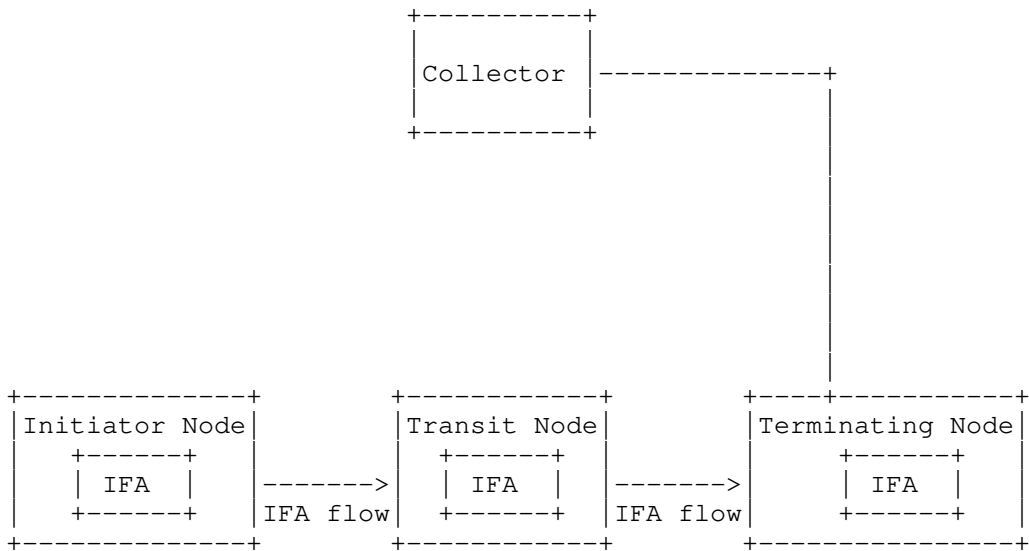 Collector
Initiator Node Transit Node Terminating Node
IFA IFA IFA
IFA flow IFA flow